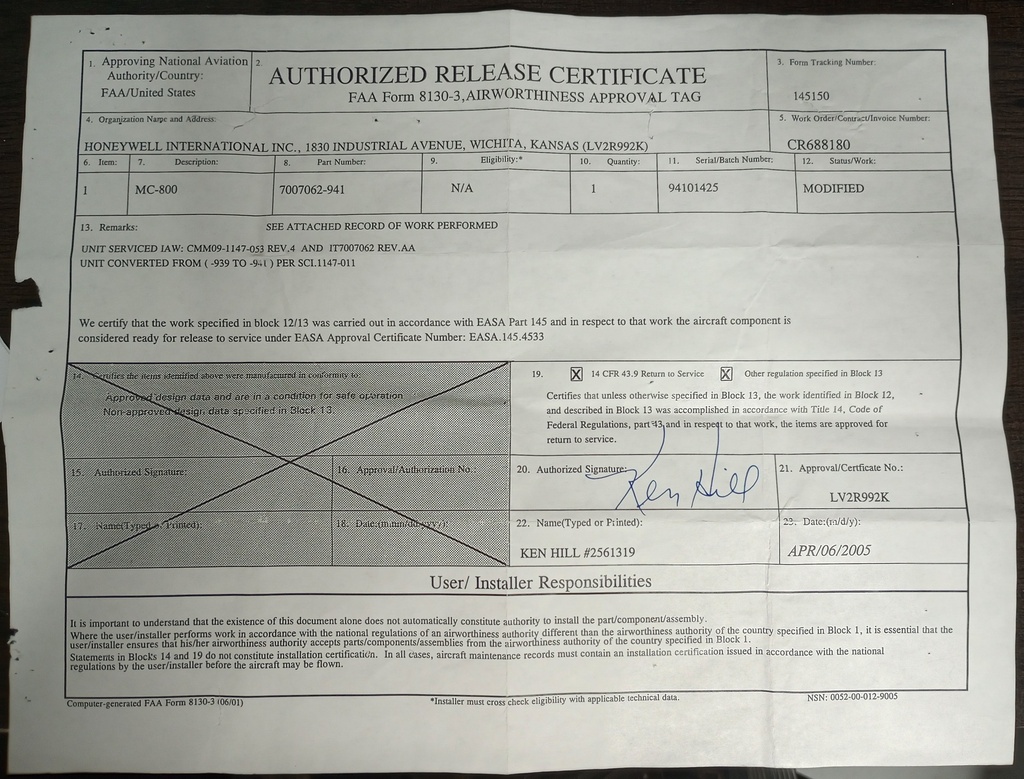 1. Approving National Aviation
Authority/Country:
FAA/United States
2.
AUTHORIZED RELEASE CERTIFICATE
FAA Form 8130-3, AIRWORTHINESS APPROVAL TAG
3. Form Tracking Number:
145150
4. Organization Name and Address:
HONEYWELL INTERNATIONAL INC., 1830 INDUSTRIAL AVENUE, WICHITA, KANSAS (LV2R992K)
5. Work Order/Contract/Invoice Number:
CR688180
6. Item: 7. Description: 8. Part Number: 9. Eligibility:* 10. Quantity: 11. Serial/Batch Number: 12. Status/Work:
1 MC-800 7007062-941 N/A 1 94101425 MODIFIED
13. Remarks: SEE ATTACHED RECORD OF WORK PERFORMED
UNIT SERVICED IAW: CMM09-1147-053 REV.4 AND IT7007062 REV.AA
UNIT CONVERTED FROM ( -939 TO -941 ) PER SCI.1147-011
We certify that the work specified in block 12/13 was carried out in accordance with EASA Part 145 and in respect to that work the aircraft component is
considered ready for release to service under EASA Approval Certificate Number: EASA.145.4533
14. Certifies the items identified above were manufactured in conformity to:
Approved design data and are in a condition for safe operation
Non-approved design data specified in Block 13.
15. Authorized Signature:
16. Approval/Authorization No.:
17. Name(Typed or Printed):
18. Date:(m/mm/dd/yyyy):
19. X 14 CFR 43.9 Return to Service X Other regulation specified in Block 13
Certifies that unless otherwise specified in Block 13, the work identified in Block 12,
and described in Block 13 was accomplished in accordance with Title 14, Code of
Federal Regulations, part 43 and in respect to that work, the items are approved for
return to service.
20. Authorized Signature:
Ken Hill
21. Approval/Certficate No.:
LV2R992K
22. Name(Typed or Printed):
KEN HILL #2561319
23. Date:(m/d/y):
APR/06/2005
User/ Installer Responsibilities
It is important to understand that the existence of this document alone does not automatically constitute authority to install the part/component/assembly.
Where the user/installer performs work in accordance with the national regulations of an airworthiness authority different than the airworthiness authority of the country specified in Block 1, it is essential that the
user/installer ensures that his/her airworthiness authority accepts parts/components/assemblies from the airworthiness authority of the country specified in Block 1.
Statements in Blocks 14 and 19 do not constitute installation certification. In all cases, aircraft maintenance records must contain an installation certification issued in accordance with the national
regulations by the user/installer before the aircraft may be flown.
Computer-generated FAA Form 8130-3 (06/01)
*Installer must cross check eligibility with applicable technical data.
NSN: 0052-00-012-9005